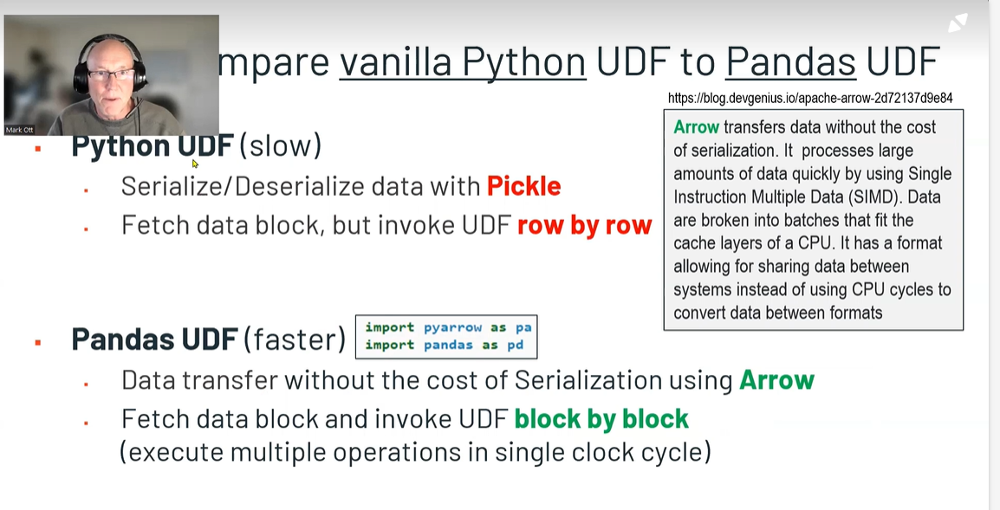 mpare vanilla Python UDF to Pandas UDF
https://blog.devgenius.io/apache-arrow-2d72137d9e84
Mark Ott
Python UDF (slow)
Serialize/Deserialize data with Pickle
Fetch data block, but invoke UDF row by row
Arrow transfers data without the cost
of serialization. It processes large
amounts of data quickly by using Single
Instruction Multiple Data (SIMD). Data
are broken into batches that fit the
cache layers of a CPU. It has a format
allowing for sharing data between
systems instead of using CPU cycles to
convert data between formats
Pandas UDF (faster)
import pyarrow as pa
import pandas as pd
Data transfer without the cost of Serialization using Arrow
Fetch data block and invoke UDF block by block
(execute multiple operations in single clock cycle)